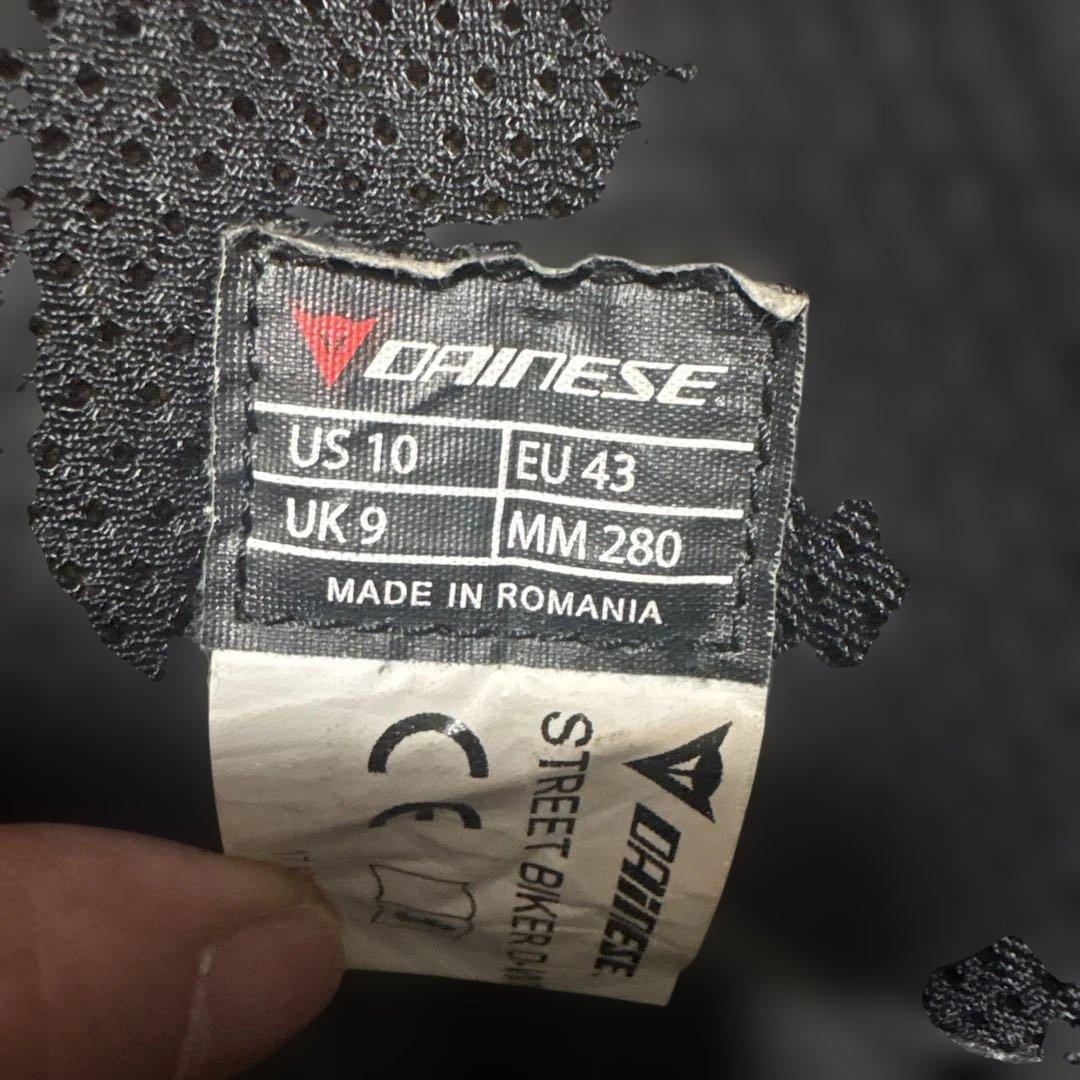 DAINESE
US 10 EU 43
UK 9 MM 280
MADE IN ROMANIA
DAINESE
STREET BIKER D-W
CE